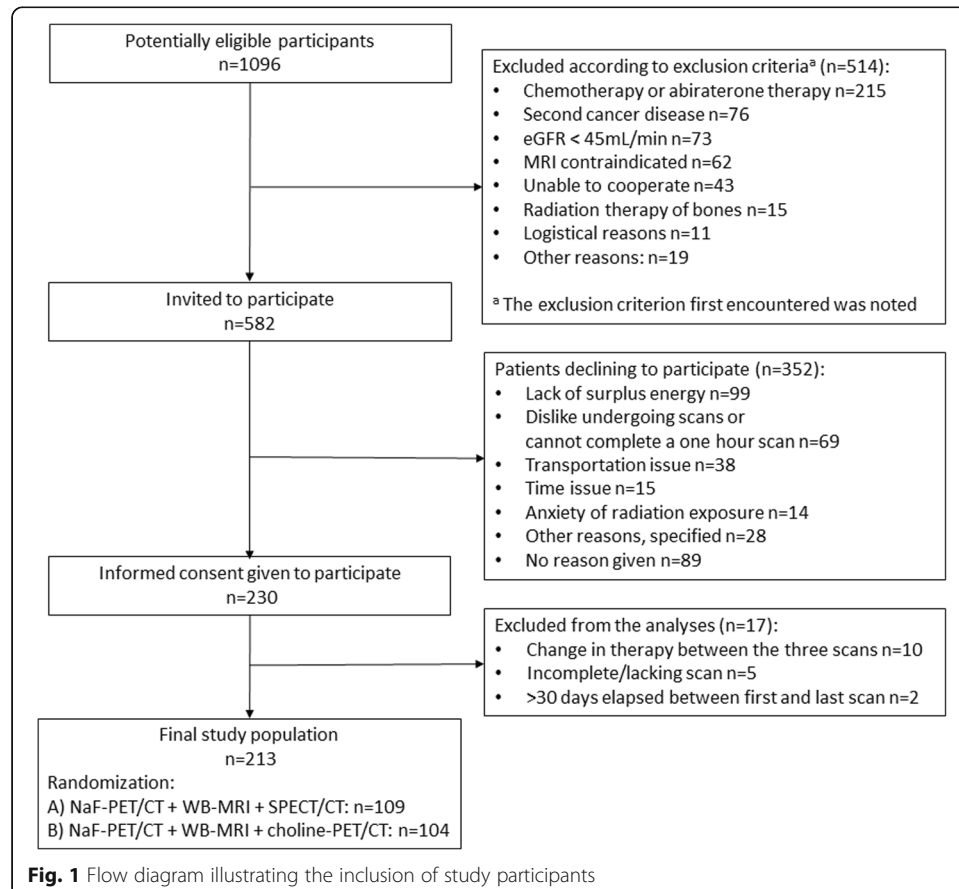 Potentially eligible participants
n=1096
Excluded according to exclusion criteriaᵃ (n=514):
• Chemotherapy or abiraterone therapy n=215
• Second cancer disease n=76
• eGFR < 45mL/min n=73
• MRI contraindicated n=62
• Unable to cooperate n=43
• Radiation therapy of bones n=15
• Logistical reasons n=11
• Other reasons: n=19
ᵃ The exclusion criterion first encountered was noted
Invited to participate
n=582
Patients declining to participate (n=352):
• Lack of surplus energy n=99
• Dislike undergoing scans or
cannot complete a one hour scan n=69
• Transportation issue n=38
• Time issue n=15
• Anxiety of radiation exposure n=14
• Other reasons, specified n=28
• No reason given n=89
Informed consent given to participate
n=230
Excluded from the analyses (n=17):
• Change in therapy between the three scans n=10
• Incomplete/lacking scan n=5
• >30 days elapsed between first and last scan n=2
Final study population
n=213
Randomization:
A) NaF-PET/CT + WB-MRI + SPECT/CT: n=109
B) NaF-PET/CT + WB-MRI + choline-PET/CT: n=104
Fig. 1 Flow diagram illustrating the inclusion of study participants